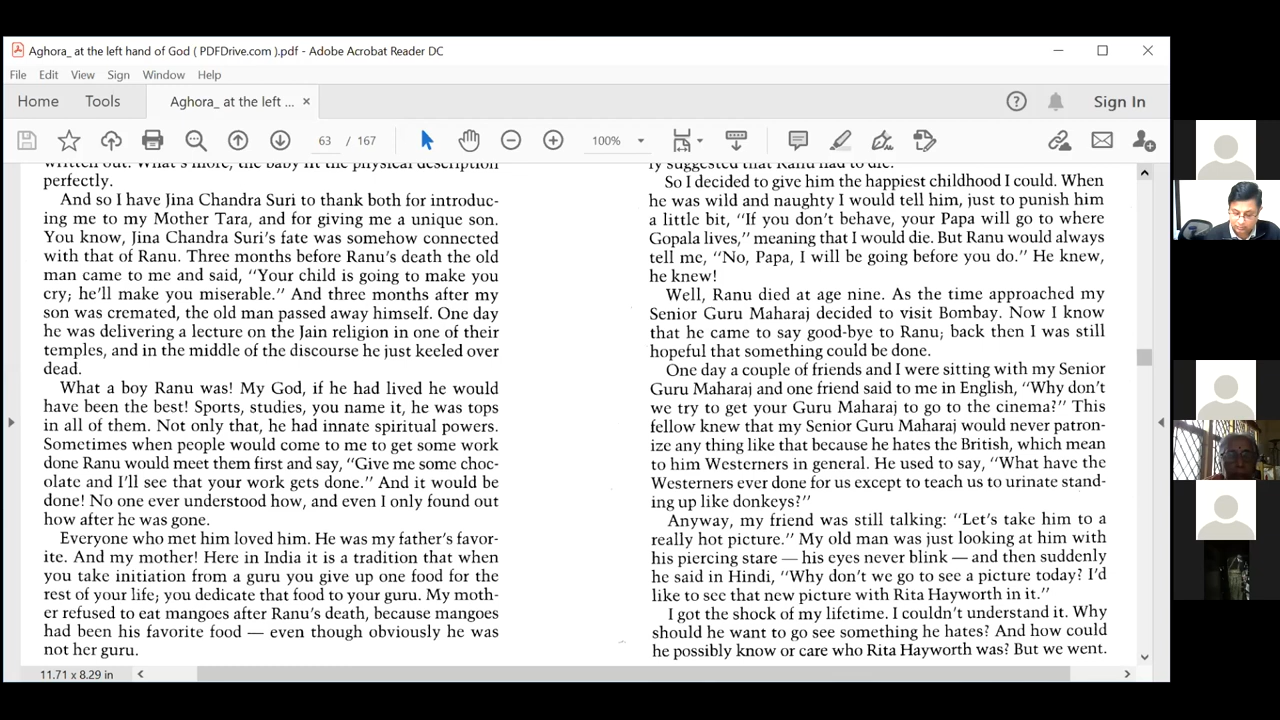 Aghora_ at the left hand of God ( PDFDrive.com ).pdf - Adobe Acrobat Reader DC
File Edit View Sign Window Help
Home Tools Aghora_ at the left ... × Sign In
63 / 167 100%
written out. What's more, the baby fit the physical description
perfectly.
And so I have Jina Chandra Suri to thank both for introduc-
ing me to my Mother Tara, and for giving me a unique son.
You know, Jina Chandra Suri's fate was somehow connected
with that of Ranu. Three months before Ranu's death the old
man came to me and said, "Your child is going to make you
cry; he'll make you miserable." And three months after my
son was cremated, the old man passed away himself. One day
he was delivering a lecture on the Jain religion in one of their
temples, and in the middle of the discourse he just keeled over
dead.
What a boy Ranu was! My God, if he had lived he would
have been the best! Sports, studies, you name it, he was tops
in all of them. Not only that, he had innate spiritual powers.
Sometimes when people would come to me to get some work
done Ranu would meet them first and say, "Give me some choc-
olate and I'll see that your work gets done." And it would be
done! No one ever understood how, and even I only found out
how after he was gone.
Everyone who met him loved him. He was my father's favor-
ite. And my mother! Here in India it is a tradition that when
you take initiation from a guru you give up one food for the
rest of your life; you dedicate that food to your guru. My moth-
er refused to eat mangoes after Ranu's death, because mangoes
had been his favorite food — even though obviously he was
not her guru.
ly suggested that Ranu had to die.
So I decided to give him the happiest childhood I could. When
he was wild and naughty I would tell him, just to punish him
a little bit, "If you don't behave, your Papa will go to where
Gopala lives," meaning that I would die. But Ranu would always
tell me, "No, Papa, I will be going before you do." He knew,
he knew!
Well, Ranu died at age nine. As the time approached my
Senior Guru Maharaj decided to visit Bombay. Now I know
that he came to say good-bye to Ranu; back then I was still
hopeful that something could be done.
One day a couple of friends and I were sitting with my Senior
Guru Maharaj and one friend said to me in English, "Why don't
we try to get your Guru Maharaj to go to the cinema?" This
fellow knew that my Senior Guru Maharaj would never patron-
ize any thing like that because he hates the British, which mean
to him Westerners in general. He used to say, "What have the
Westerners ever done for us except to teach us to urinate stand-
ing up like donkeys?"
Anyway, my friend was still talking: "Let's take him to a
really hot picture." My old man was just looking at him with
his piercing stare — his eyes never blink — and then suddenly
he said in Hindi, "Why don't we go to see a picture today? I'd
like to see that new picture with Rita Hayworth in it."
I got the shock of my lifetime. I couldn't understand it. Why
should he want to go see something he hates? And how could
he possibly know or care who Rita Hayworth was? But we went.
11.71 x 8.29 in